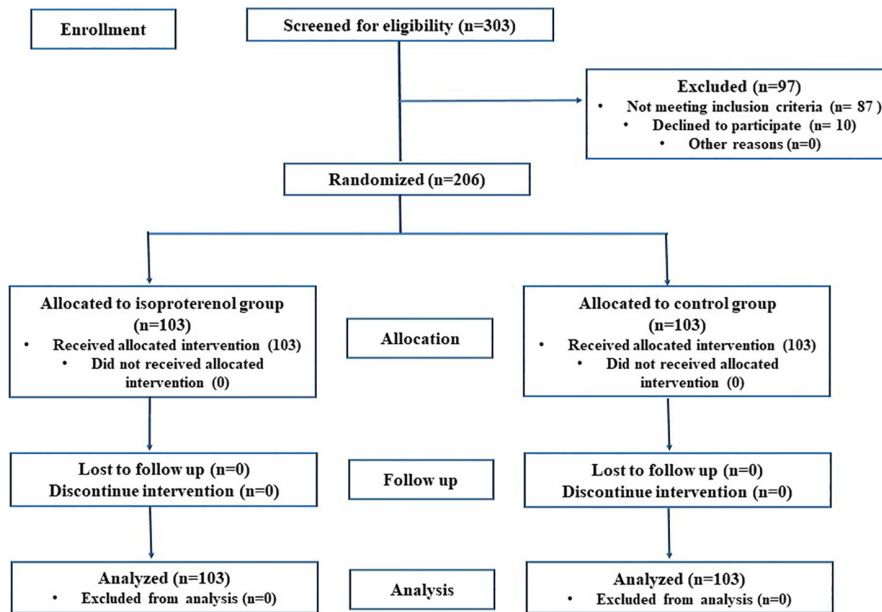 Enrollment
Screened for eligibility (n=303)
Excluded (n=97)
• Not meeting inclusion criteria (n= 87 )
• Declined to participate (n= 10)
• Other reasons (n=0)
Randomized (n=206)
Allocated to isoproterenol group
(n=103)
• Received allocated intervention (103)
• Did not received allocated
intervention (0)
Allocation
Allocated to control group
(n=103)
• Received allocated intervention (103)
• Did not received allocated
intervention (0)
Lost to follow up (n=0)
Discontinue intervention (n=0)
Follow up
Lost to follow up (n=0)
Discontinue intervention (n=0)
Analyzed (n=103)
• Excluded from analysis (n=0)
Analysis
Analyzed (n=103)
• Excluded from analysis (n=0)